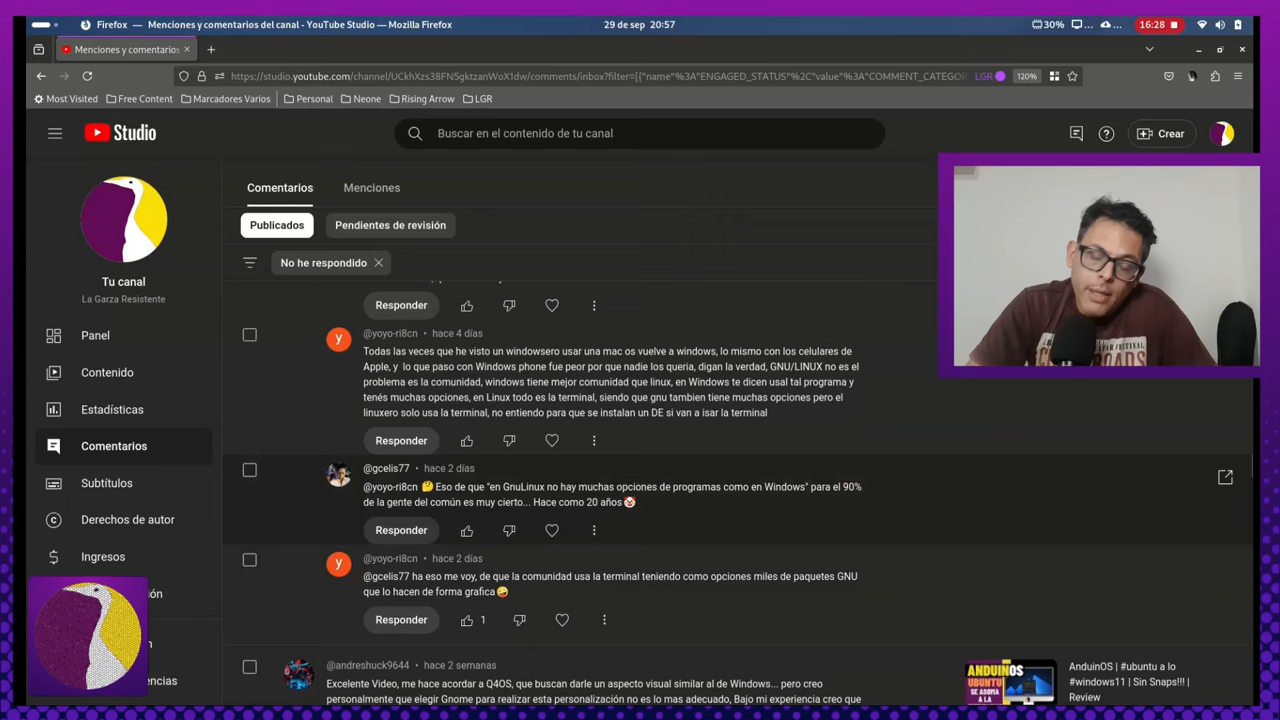 Firefox — Menciones y comentarios del canal - YouTube Studio — Mozilla Firefox
29 de sep 20:57
30%
16:28
Menciones y comentarios
https://studio.youtube.com/channel/UCkhXzs38FN5gktzanWoX1dw/comments/inbox?filter=[{"name"%3A"ENGAGED_STATUS"%2C"value"%3A"COMMENT_CATEGOR
LGR
120%
Most Visited
Free Content
Marcadores Varios
Personal
Neone
Rising Arrow
LGR
Studio
Buscar en el contenido de tu canal
Crear
Tu canal
La Garza Resistente
Panel
Contenido
Estadísticas
Comentarios
Subtítulos
Derechos de autor
Ingresos
Comentarios
Menciones
Publicados
Pendientes de revisión
No he respondido
Responder
@yoyo-ri8cn • hace 4 días
Todas las veces que he visto un windowsero usar una mac os vuelve a windows, lo mismo con los celulares de
Apple, y lo que paso con Windows phone fue peor por que nadie los queria, digan la verdad, GNU/LINUX no es el
problema es la comunidad, windows tiene mejor comunidad que linux, en Windows te dicen usal tal programa y
tenés muchas opciones, en Linux todo es la terminal, siendo que gnu tambien tiene muchas opciones pero el
linuxero solo usa la terminal, no entiendo para que se instalan un DE si van a isar la terminal
Responder
@gcelis77 • hace 2 días
@yoyo-ri8cn 🤔 Eso de que "en GnuLinux no hay muchas opciones de programas como en Windows" para el 90%
de la gente del común es muy cierto... Hace como 20 años🤡
Responder
@yoyo-ri8cn • hace 2 días
@gcelis77 ha eso me voy, de que la comunidad usa la terminal teniendo como opciones miles de paquetes GNU
que lo hacen de forma grafica🤪
Responder
1
@andreshuck9644 • hace 2 semanas
Excelente Video, me hace acordar a Q4OS, que buscan darle un aspecto visual similar al de Windows... pero creo
personalmente que elegir Gnome para realizar esta personalización no es lo mas adecuado, Bajo mi experiencia creo que
ANDUINOS
UBUNTU
SE ASOMA
A LA
AnduinOS | #ubuntu a lo
#windows11 | Sin Snaps!!! |
Review